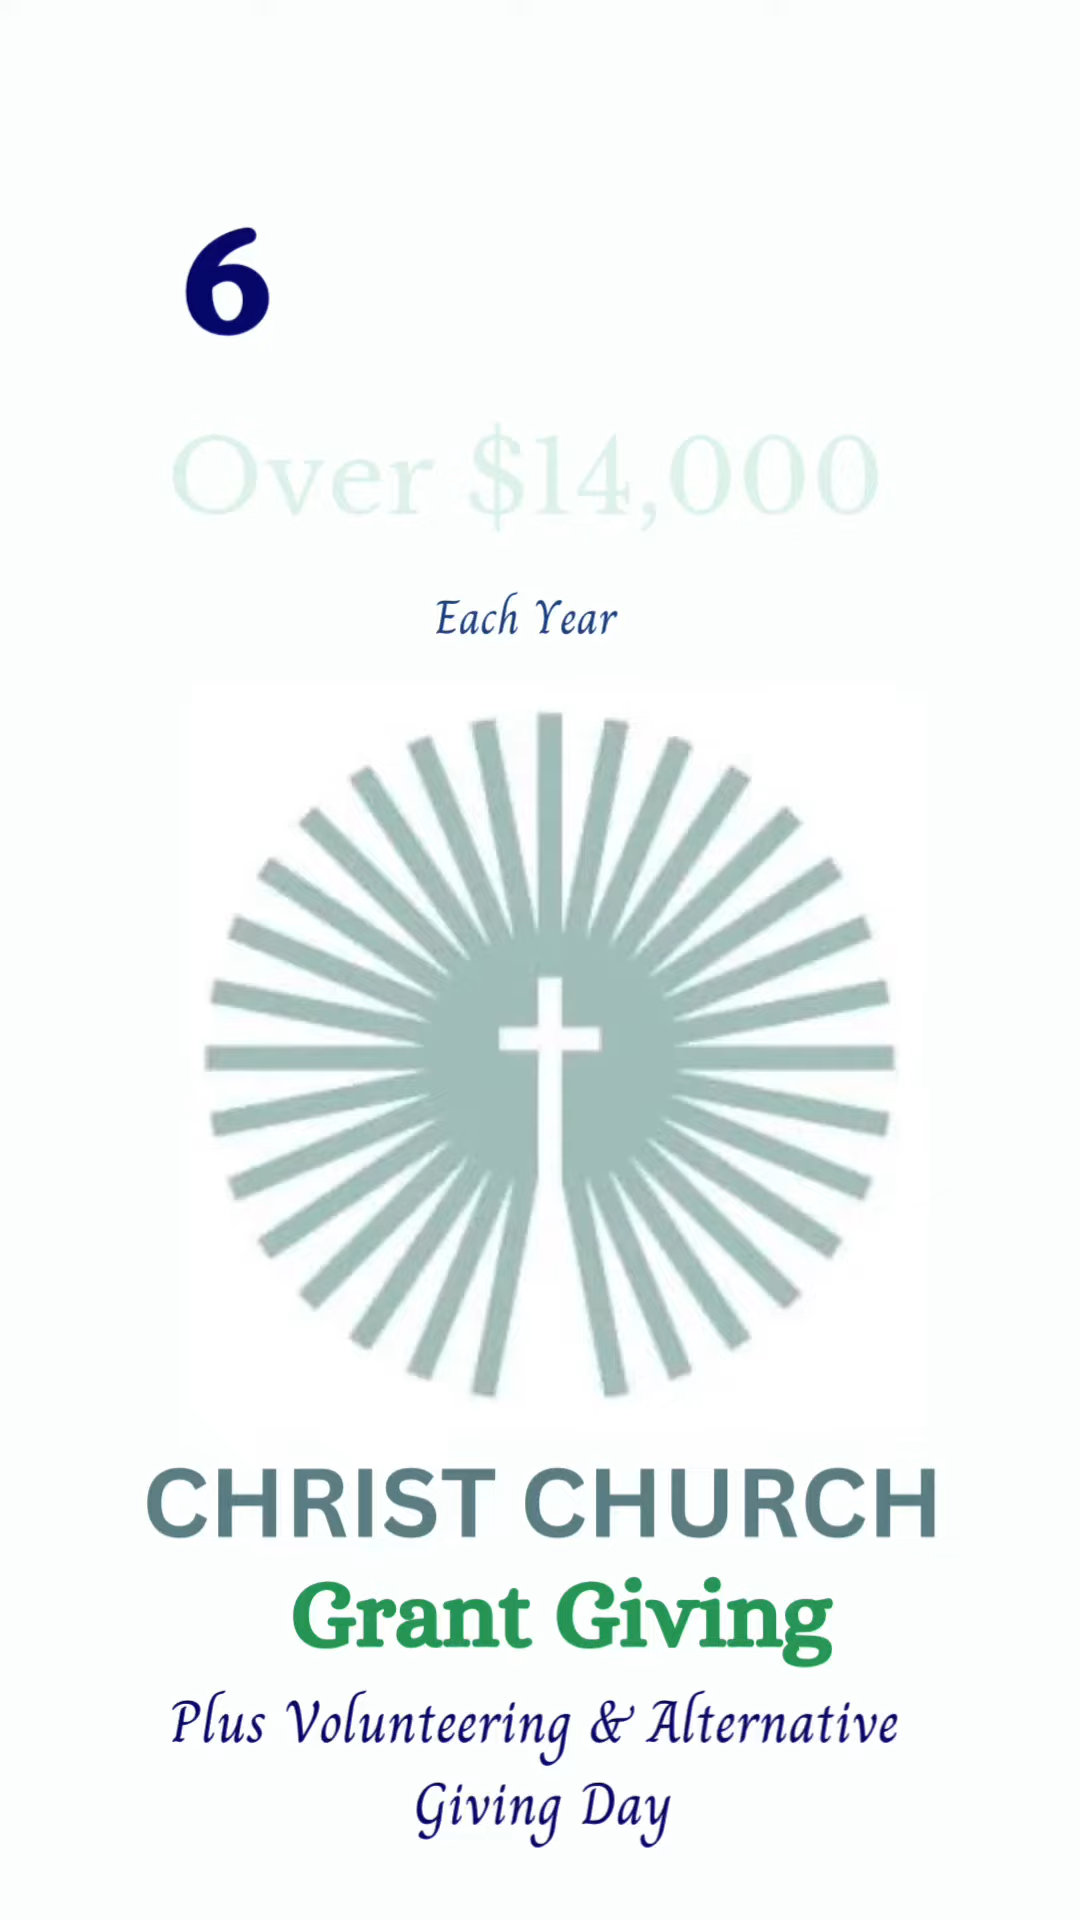 6
Over $14,000
Each Year
CHRIST CHURCH
Grant Giving
Plus Volunteering & Alternative
Giving Day